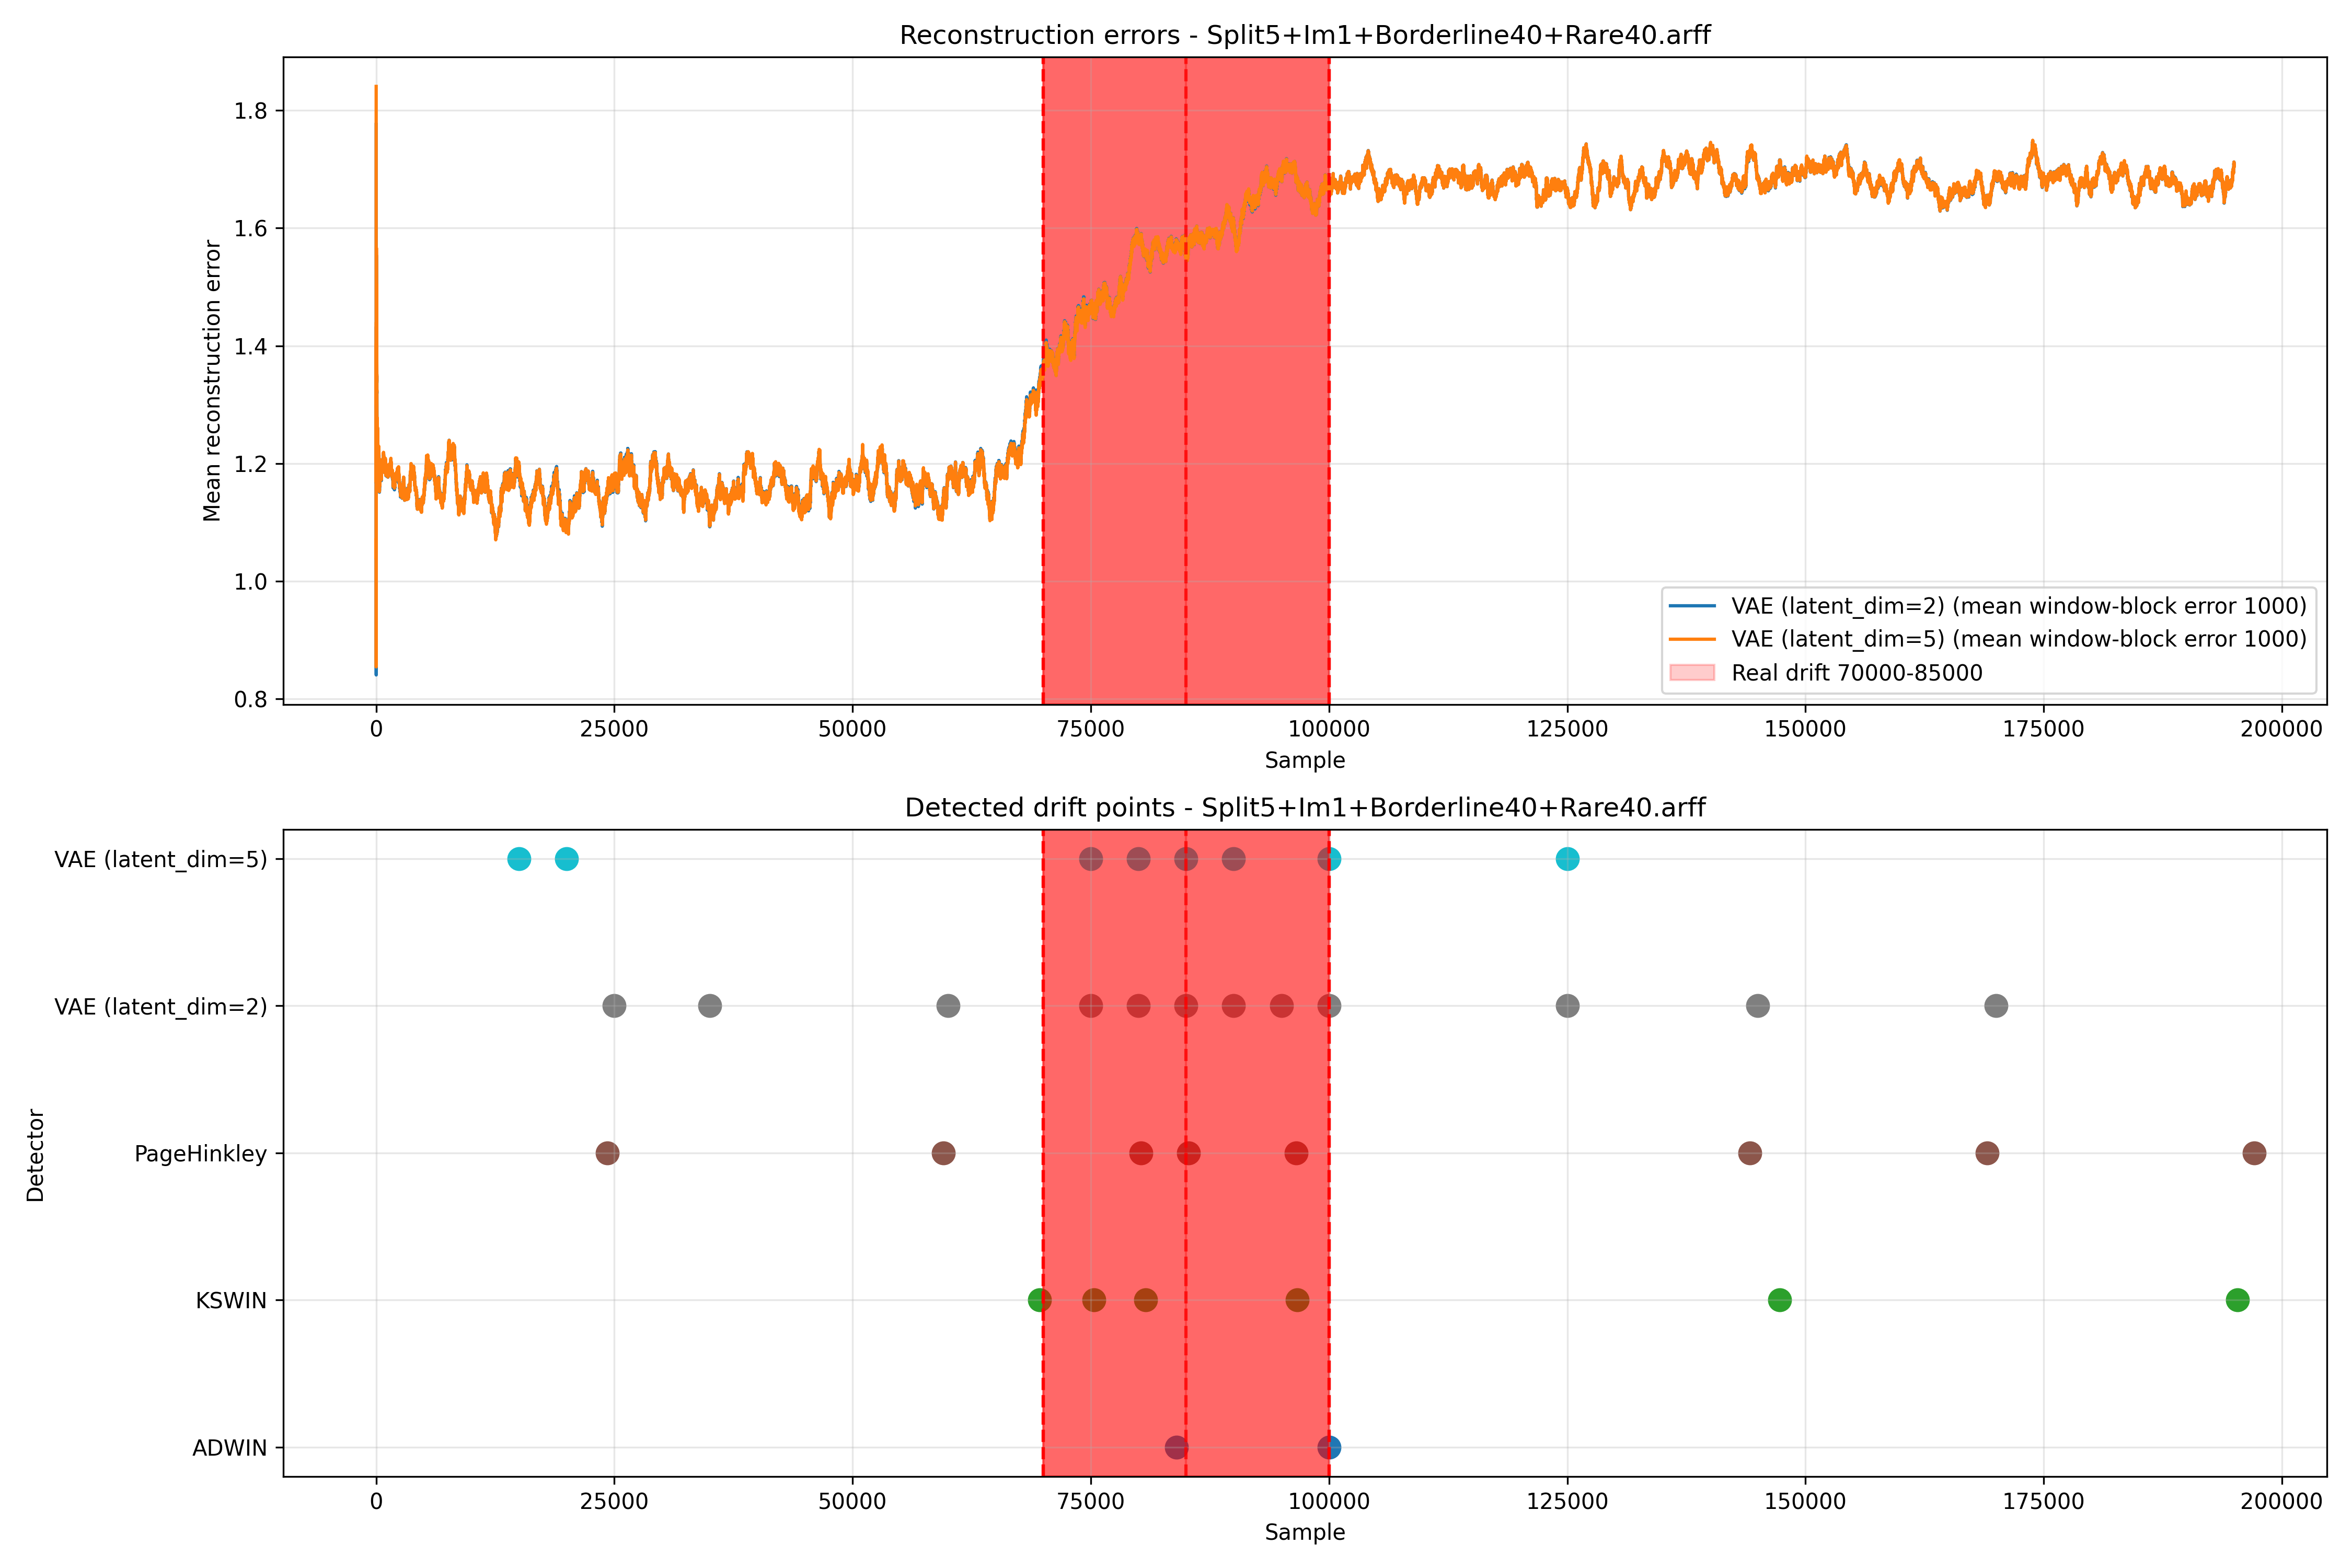 Reconstruction errors - Split5+Im1+Borderline40+Rare40.arff
Mean reconstruction error
1.8
1.6
1.4
1.2
1.0
0.8
VAE (latent_dim=2) (mean window-block error 1000)
VAE (latent_dim=5) (mean window-block error 1000)
Real drift 70000-85000
0 25000 50000 75000 100000 125000 150000 175000 200000
Sample
Detected drift points - Split5+Im1+Borderline40+Rare40.arff
Detector
VAE (latent_dim=5)
VAE (latent_dim=2)
PageHinkley
KSWIN
ADWIN
0 25000 50000 75000 100000 125000 150000 175000 200000
Sample